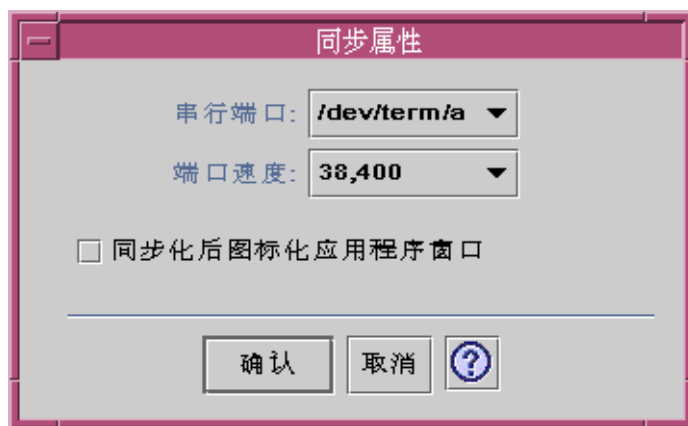 同步属性
串行端口: /dev/term/a
端口速度: 38,400
同步化后图标化应用程序窗口
确认 取消 ?